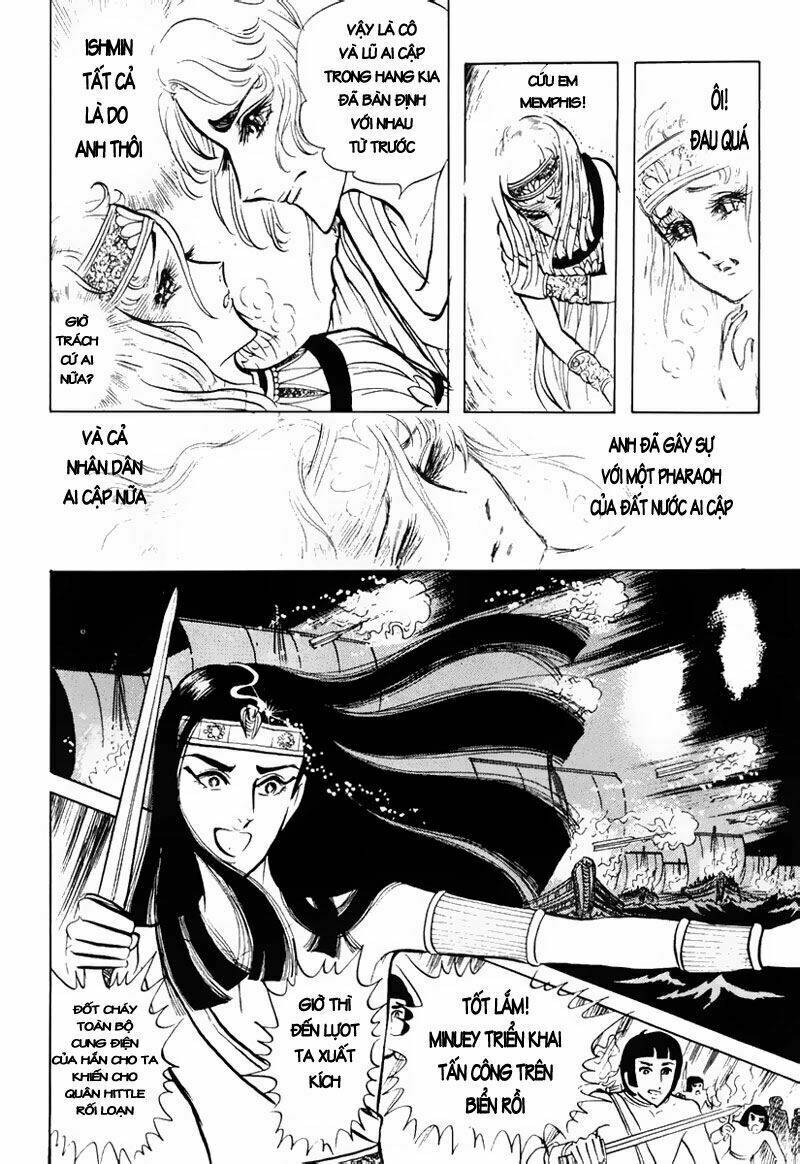 ÔI!
ĐAU QUÁ
CỨU EM
MEMPHIS!
VẬY LÀ CÔ
VÀ LŨ AI CẬP
TRONG HANG KIA
ĐÃ BÀN ĐỊNH
VỚI NHAU
TỪ TRƯỚC
ISHMIN
TẤT CẢ
LÀ DO
ANH THÔI
GIỜ
TRÁCH
CỨ AI
NỮA?
ANH ĐÃ GÂY SỰ
VỚI MỘT PHARAOH
CỦA ĐẤT NƯỚC AI CẬP
VÀ CẢ
NHÂN DÂN
AI CẬP NỮA
TỐT LẮM!
MINUEY TRIỂN KHAI
TẤN CÔNG TRÊN
BIỂN RỒI
GIỜ THÌ
ĐẾN LƯỢT
TA XUẤT
KÍCH
ĐỐT CHÁY
TOÀN BỘ
CUNG ĐIỆN
CỦA HẮN CHO TA
KHIẾN CHO
QUÂN HITTLE
RỐI LOẠN